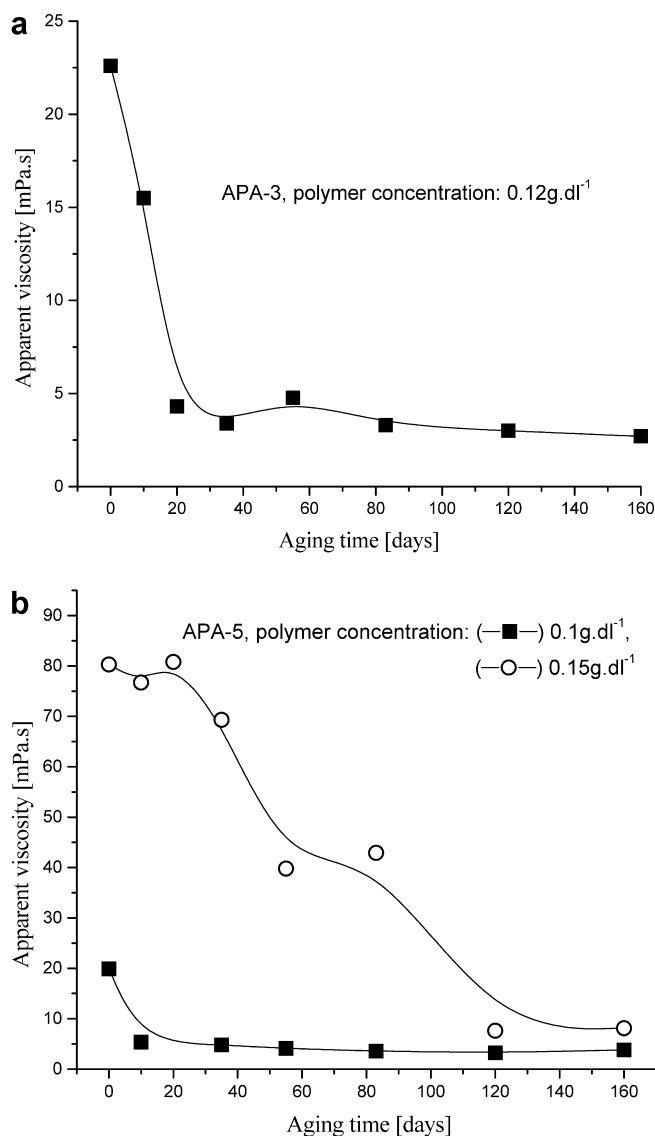 a
25
20
15
10
5
0
Apparent viscosity [mPa.s]
APA-3, polymer concentration: 0.12g.dl⁻¹
0 20 40 60 80 100 120 140 160
Aging time [days]
b
90
80
70
60
50
40
30
20
10
0
Apparent viscosity [mPa.s]
APA-5, polymer concentration: (—■—) 0.1g.dl⁻¹,
(—○—) 0.15g.dl⁻¹
0 20 40 60 80 100 120 140 160
Aging time [days]